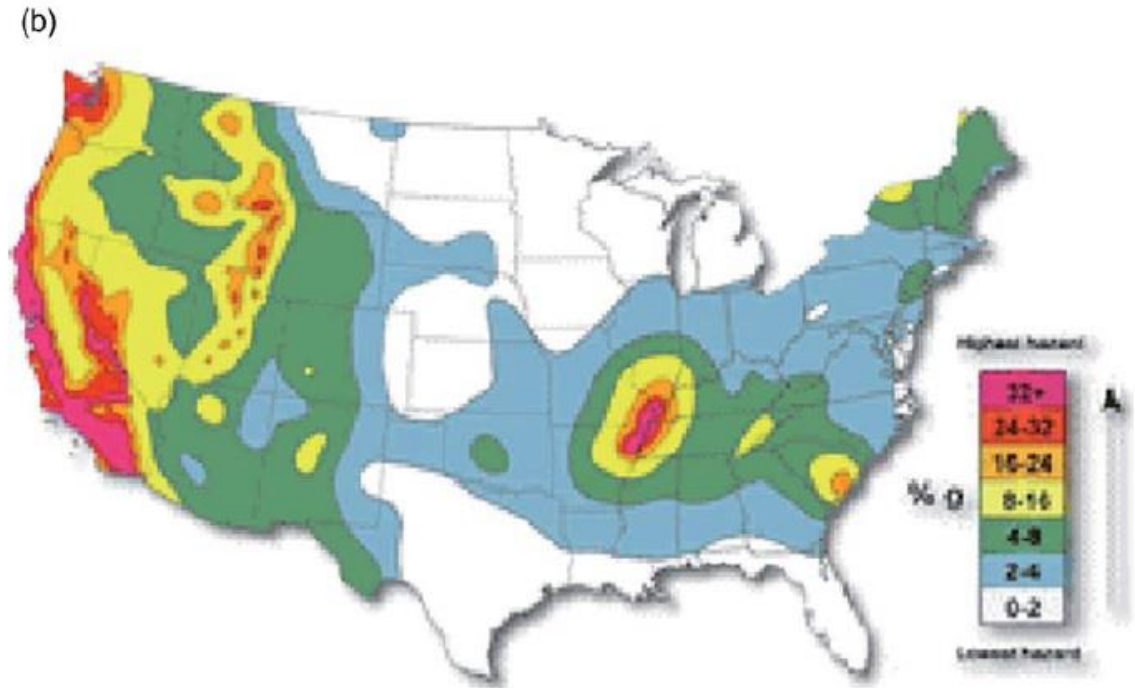 (b)
Highest hazard
32+
24-32
16-24
% g
8-16
4-8
2-4
0-2
Lowest hazard